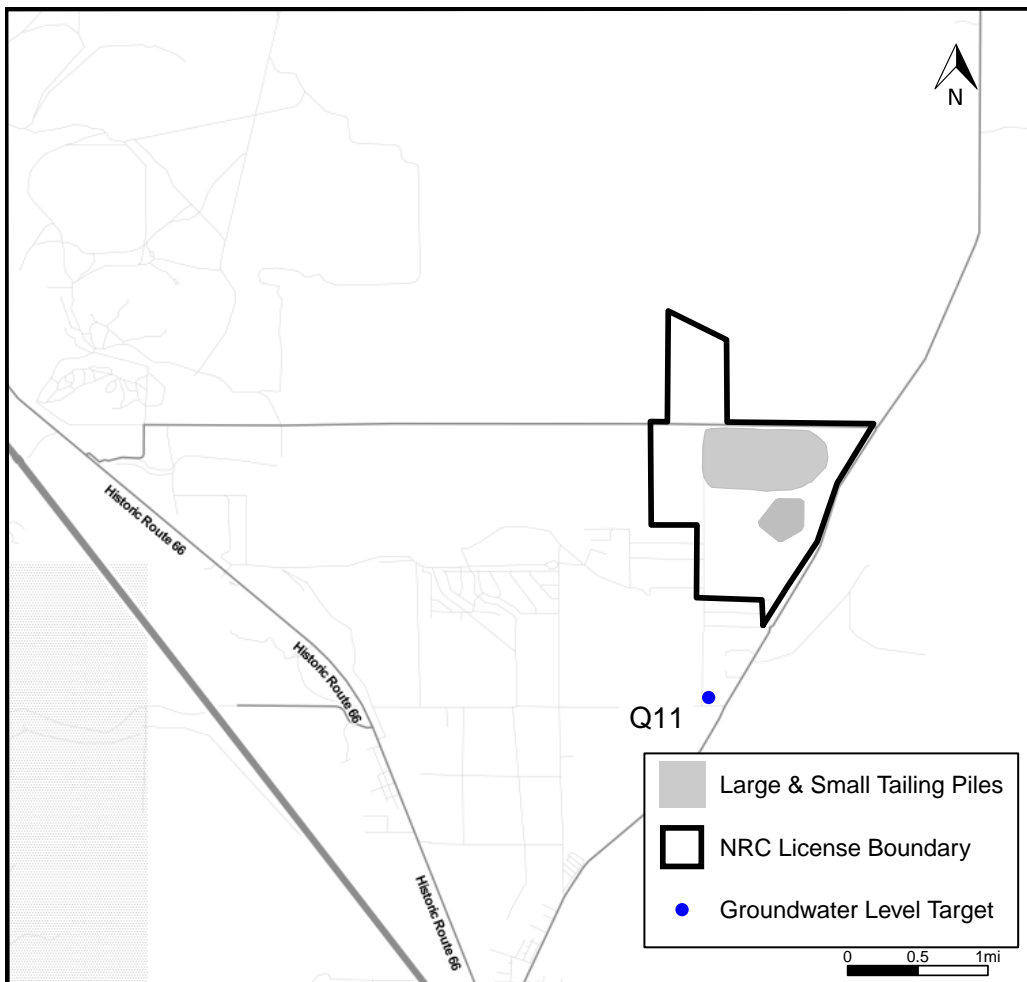 N
Historic Route 66
Historic Route 66
Q11
Historic Route 66
Large & Small Tailing Piles
NRC License Boundary
Groundwater Level Target
0 0.5 1mi